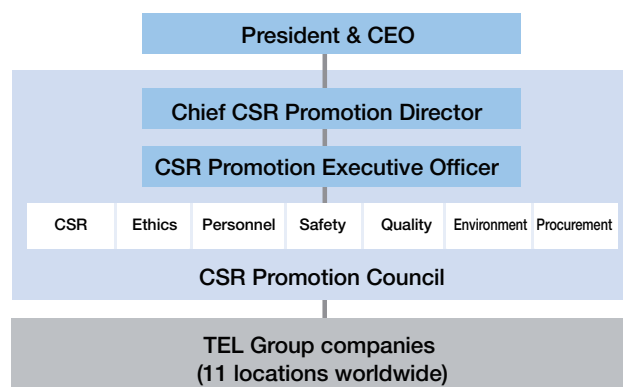 President & CEO
Chief CSR Promotion Director
CSR Promotion Executive Officer
CSR Ethics Personnel Safety Quality Environment Procurement
CSR Promotion Council
TEL Group companies
(11 locations worldwide)